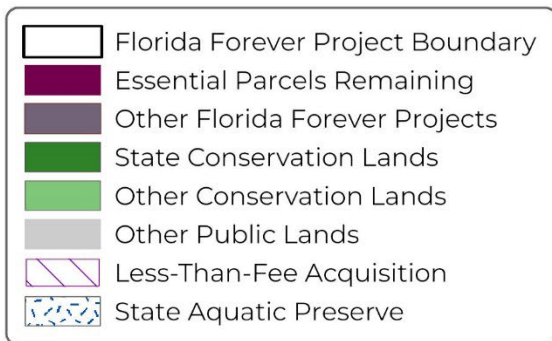 Florida Forever Project Boundary
Essential Parcels Remaining
Other Florida Forever Projects
State Conservation Lands
Other Conservation Lands
Other Public Lands
Less-Than-Fee Acquisition
State Aquatic Preserve